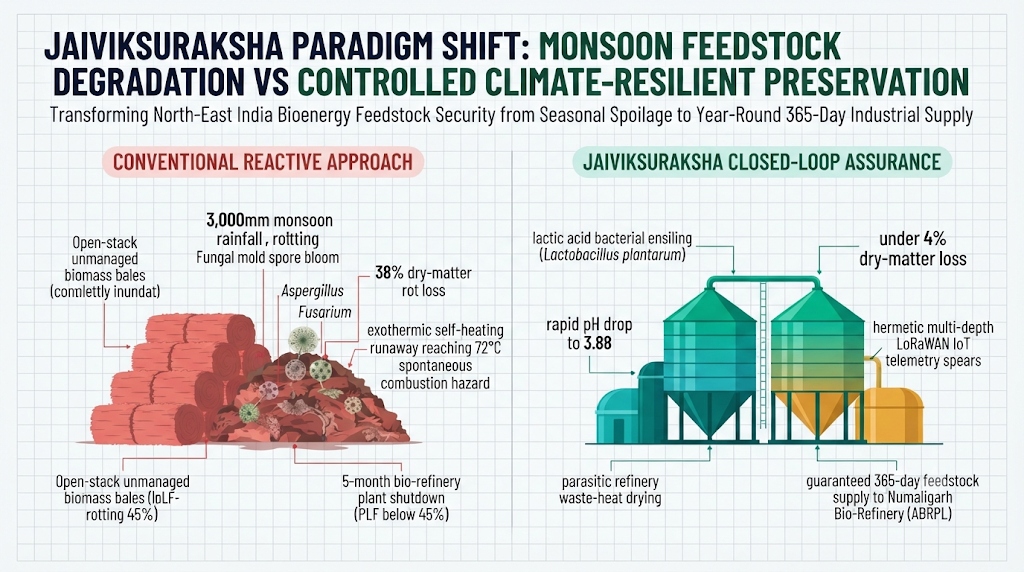 JAIVIKSURAKSHA PARADIGM SHIFT: MONSOON FEEDSTOCK
DEGRADATION VS CONTROLLED CLIMATE-RESILIENT PRESERVATION
Transforming North-East India Bioenergy Feedstock Security from Seasonal Spoilage to Year-Round 365-Day Industrial Supply
CONVENTIONAL REACTIVE APPROACH
3,000mm monsoon
rainfall , rottting
Fungal mold spore bloom
Open-stack
unmanaged
biomass bales
(comlettly inundat)
38% dry-matter
rot loss
Aspergillus
Fusarium
exothermic self-heating
runaway reaching 72°C
spontaneous
combustion hazard
Open-stack unmanaged
biomass bales (loLF-
rotting 45%)
5-month bio-refinery
plant shutdown
(PLF below 45%)
JAIVIKSURAKSHA CLOSED-LOOP ASSURANCE
lactic acid bacterial ensiling
(Lactobacillus plantarum)
under 4%
dry-matter loss
rapid pH drop
to 3.88
hermetic multi-depth
LoRaWAN IoT
telemetry spears
parasitic refinery
waste-heat drying
guaranteed 365-day feedstock
supply to Numaligarh
Bio-Refinery (ABRPL)